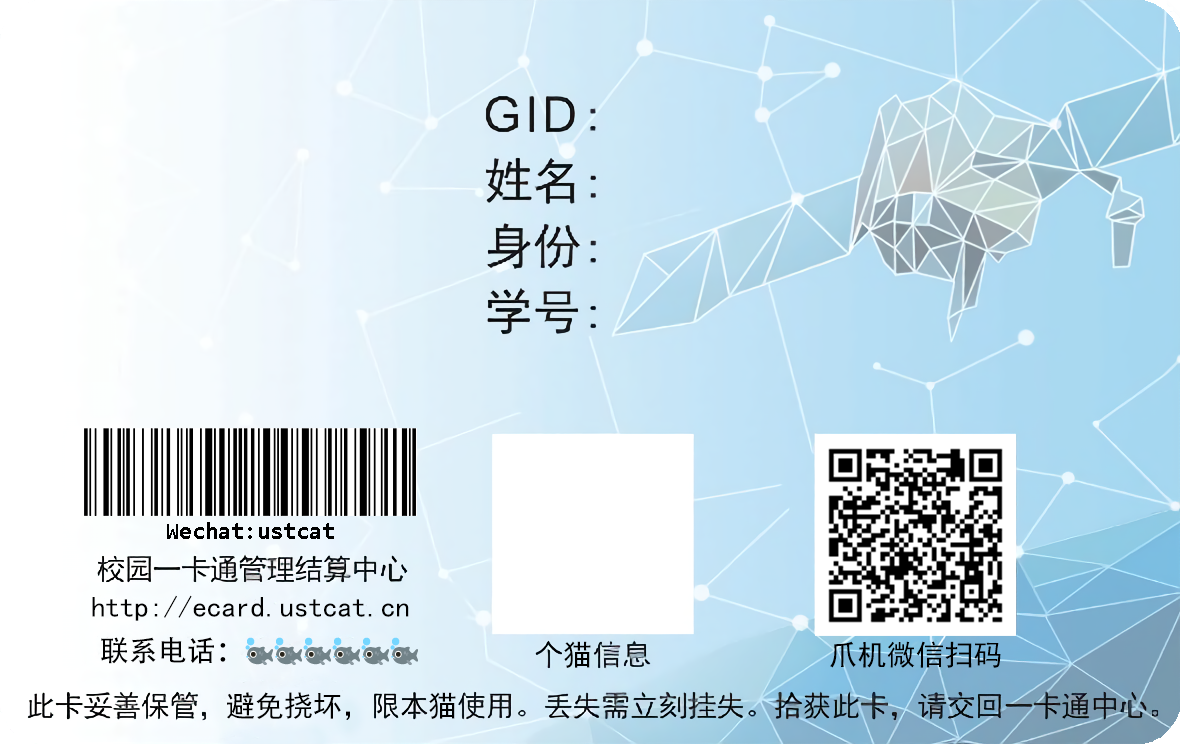 GID:
姓名:
身份:
学号:
Wechat:ustcat
校园一卡通管理结算中心
http://ecard.ustcat.cn
联系电话：
个猫信息
爪机微信扫码
此卡妥善保管，避免挠坏，限本猫使用。丢失需立刻挂失。拾获此卡，请交回一卡通中心。